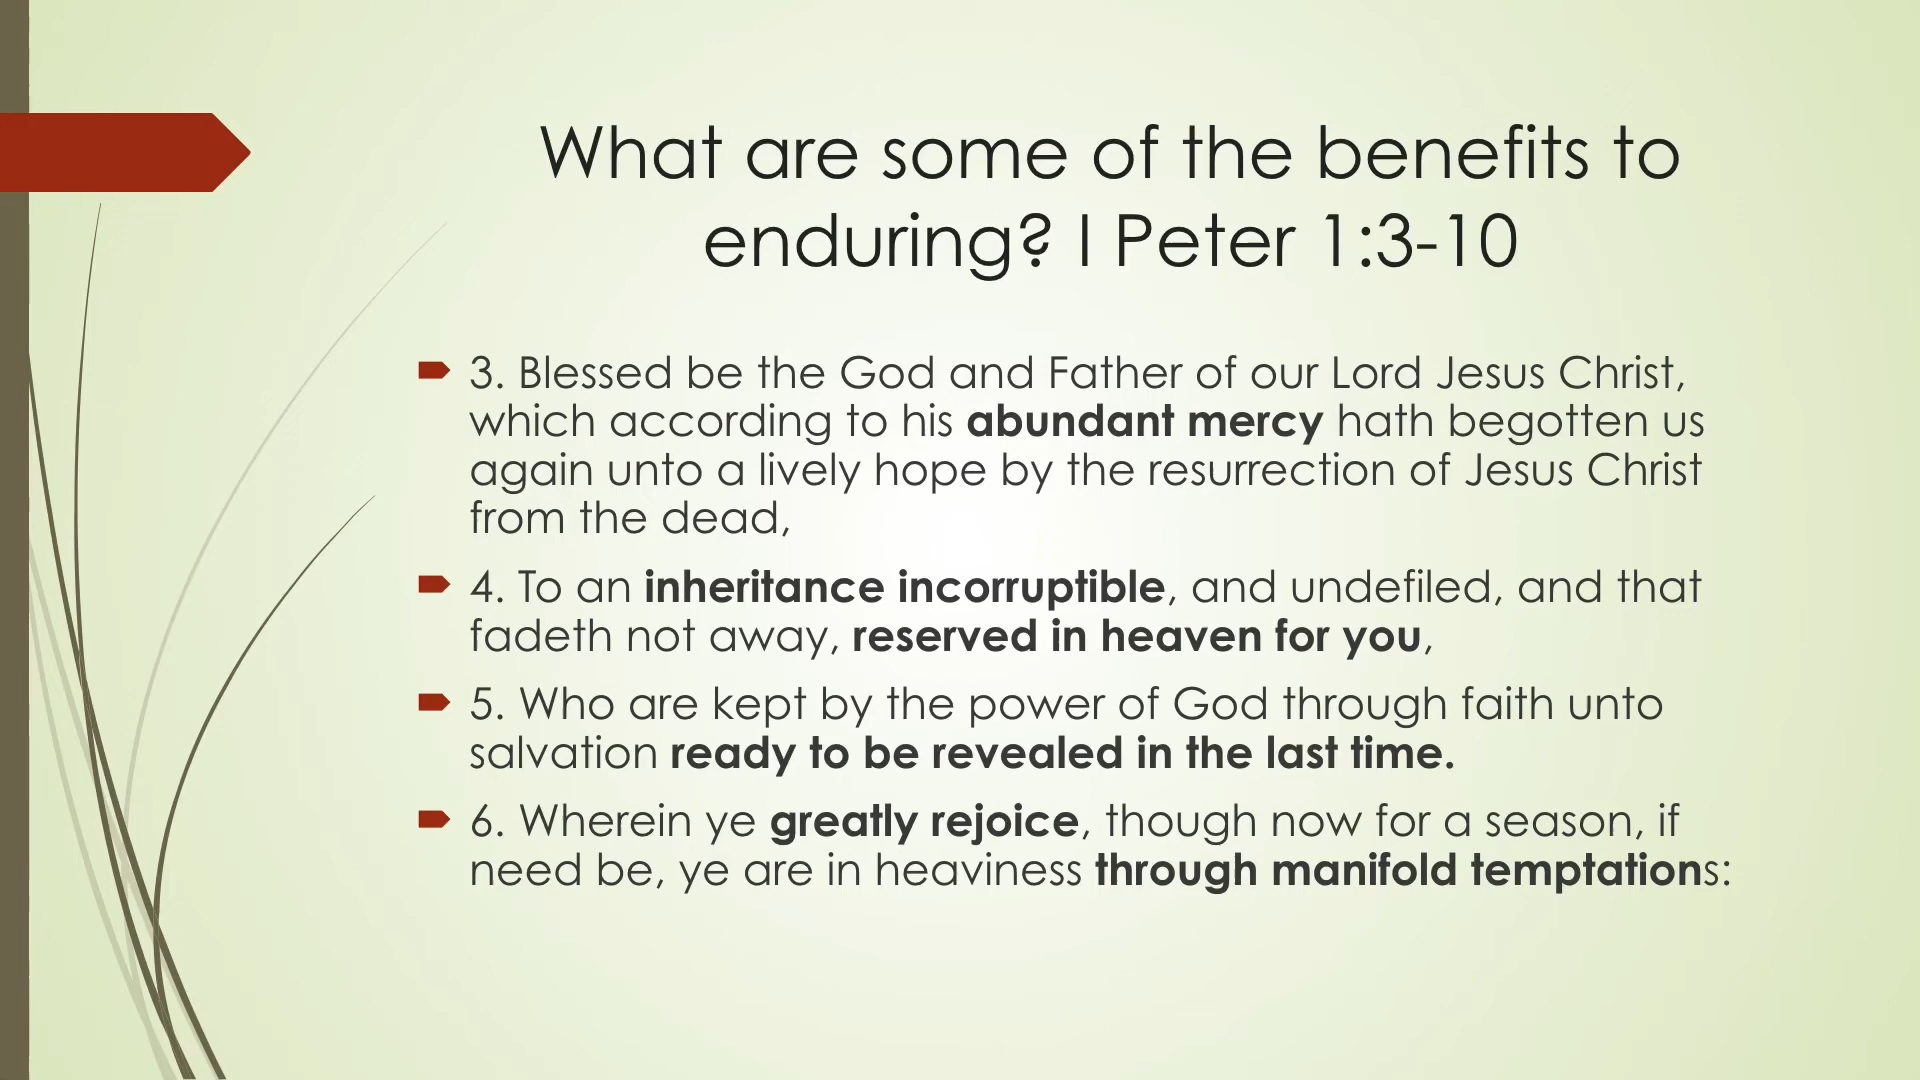 What are some of the benefits to
enduring? I Peter 1:3-10
3. Blessed be the God and Father of our Lord Jesus Christ,
which according to his abundant mercy hath begotten us
again unto a lively hope by the resurrection of Jesus Christ
from the dead,
4. To an inheritance incorruptible, and undefiled, and that
fadeth not away, reserved in heaven for you,
5. Who are kept by the power of God through faith unto
salvation ready to be revealed in the last time.
6. Wherein ye greatly rejoice, though now for a season, if
need be, ye are in heaviness through manifold temptations: